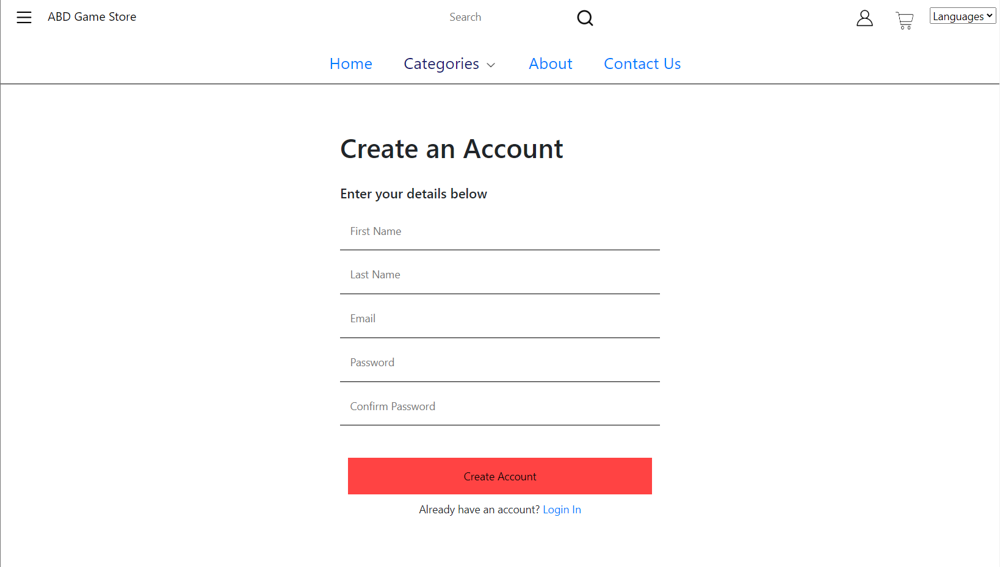 ABD Game Store
Search
Languages
Home
Categories
About
Contact Us
Create an Account
Enter your details below
First Name
Last Name
Email
Password
Confirm Password
Create Account
Already have an account? Login In